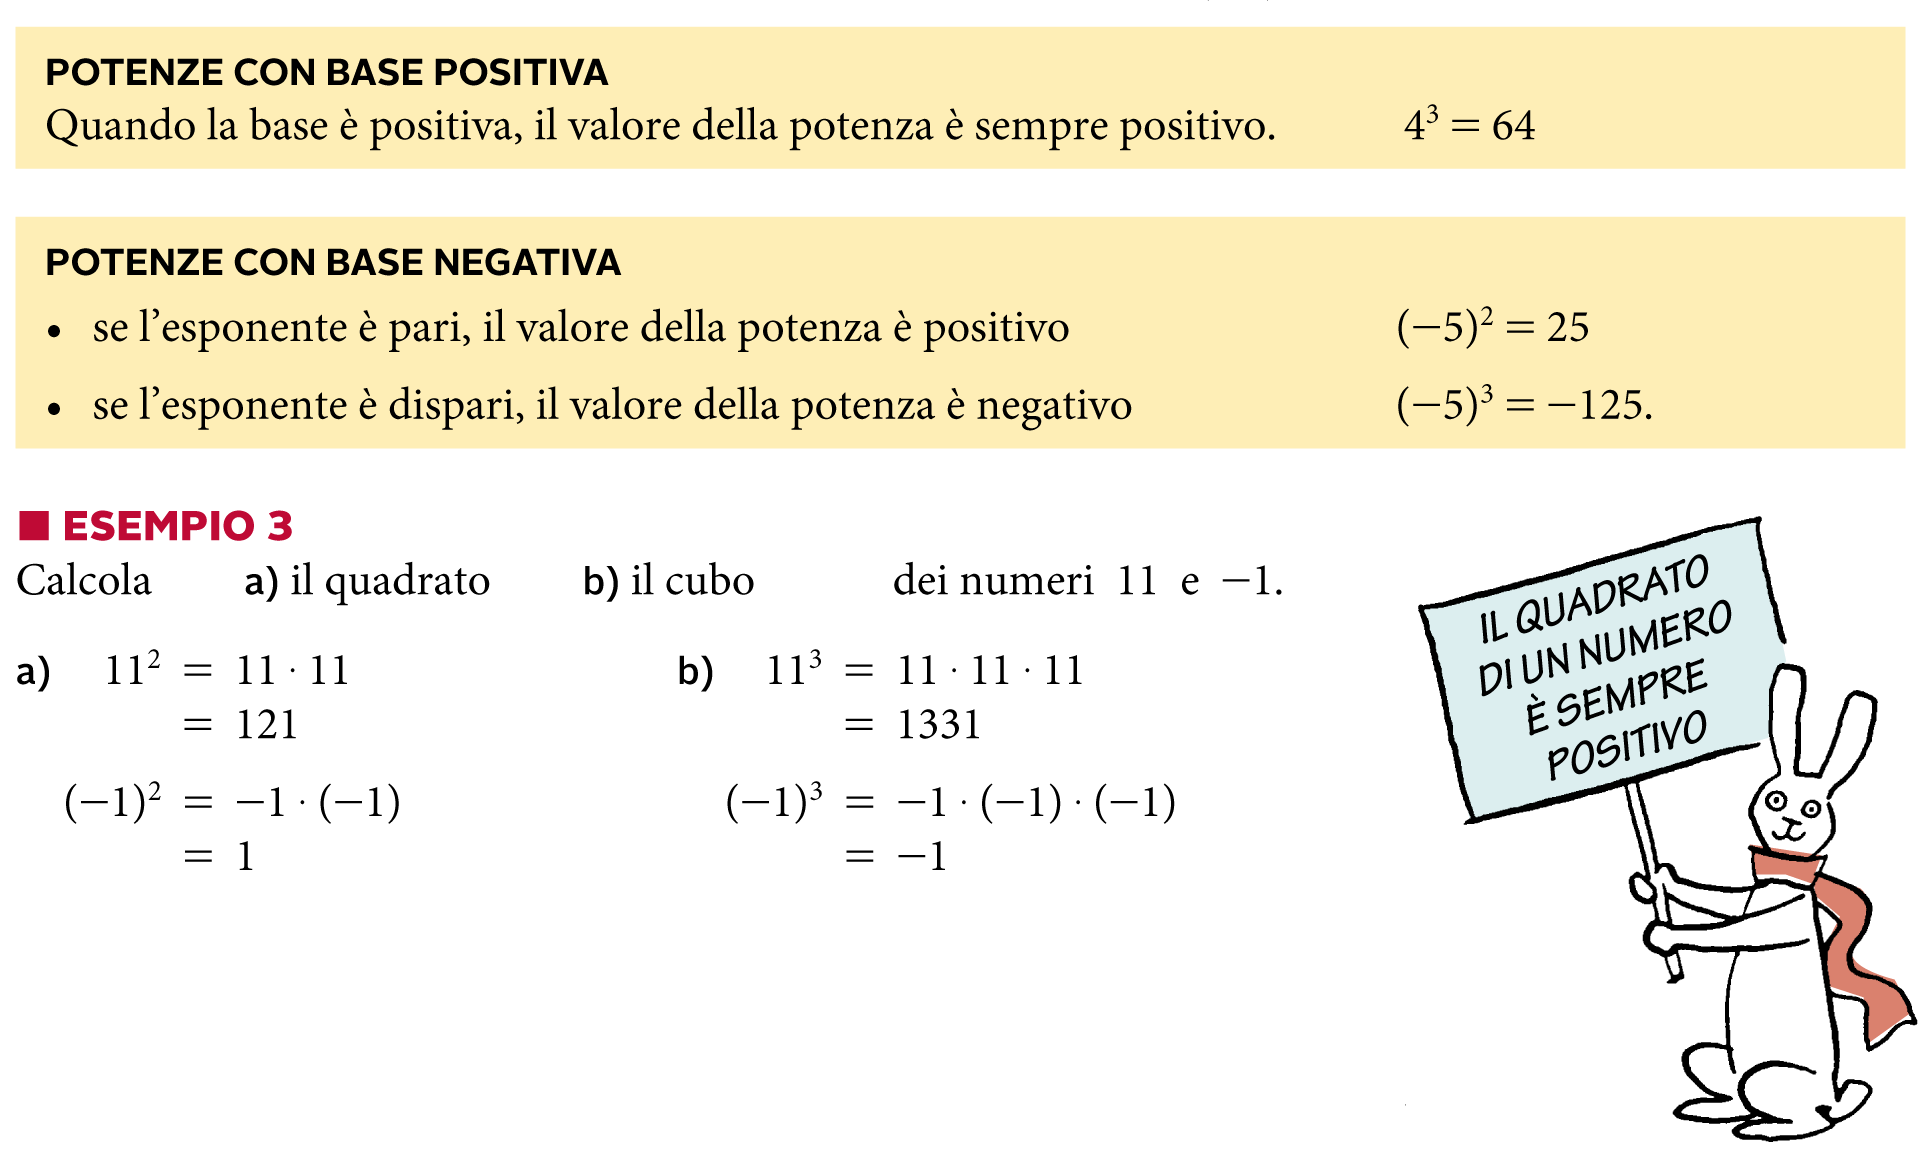 POTENZE CON BASE POSITIVA
Quando la base è positiva, il valore della potenza è sempre positivo. 4³ = 64
POTENZE CON BASE NEGATIVA
• se l’esponente è pari, il valore della potenza è positivo (−5)² = 25
• se l’esponente è dispari, il valore della potenza è negativo (−5)³ = −125.
■ ESEMPIO 3
Calcola a) il quadrato b) il cubo dei numeri 11 e −1.
a) 11² = 11 · 11
= 121
(−1)² = −1 · (−1)
= 1
b) 11³ = 11 · 11 · 11
= 1331
(−1)³ = −1 · (−1) · (−1)
= −1
IL QUADRATO
DI UN NUMERO
È SEMPRE
POSITIVO